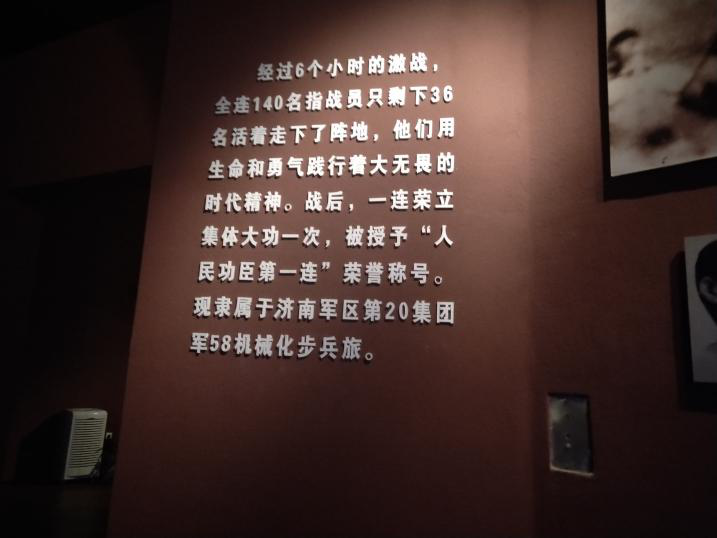 经过6个小时的激战，
全连140名指战员只剩下36
名活着走下了阵地，他们用
生命和勇气践行着大无畏的
时代精神。战后，一连荣立
集体大功一次，被授予“人
民功臣第一连”荣誉称号。
现隶属于济南军区第20集团
军58机械化步兵旅。